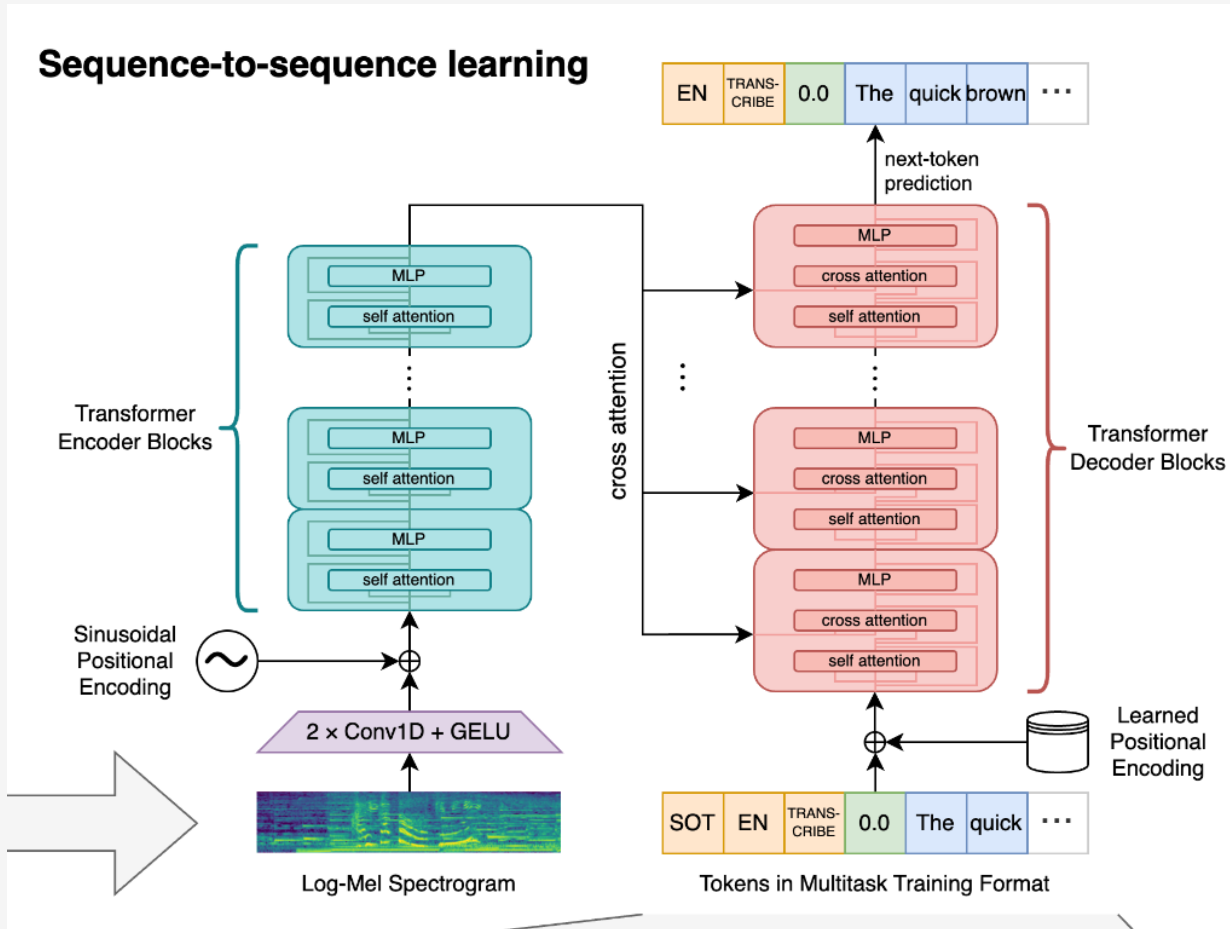 Sequence-to-sequence learning
EN TRANS-CRIBE 0.0 The quick brown ...
next-token
prediction
MLP
self attention
MLP
self attention
MLP
self attention
Transformer
Encoder Blocks
cross attention
MLP
cross attention
self attention
MLP
cross attention
self attention
MLP
cross attention
self attention
Transformer
Decoder Blocks
Sinusoidal
Positional
Encoding
2 × Conv1D + GELU
Learned
Positional
Encoding
SOT EN TRANS-CRIBE 0.0 The quick ...
Log-Mel Spectrogram
Tokens in Multitask Training Format